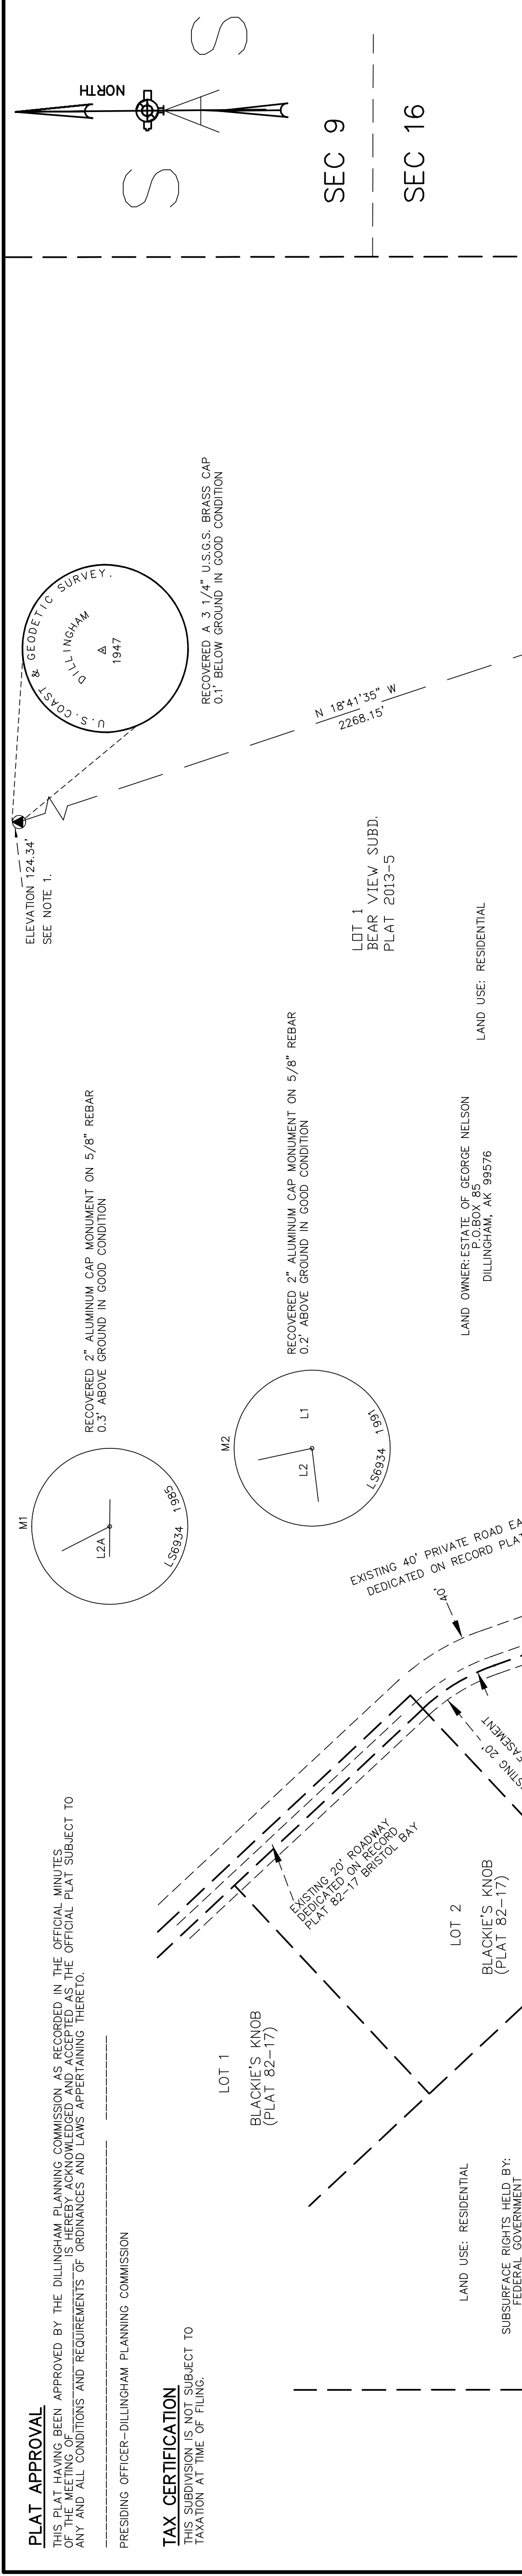 PLAT APPROVAL
THIS PLAT HAVING BEEN APPROVED BY THE DILLINGHAM PLANNING COMMISSION AS RECORDED IN THE OFFICIAL MINUTES
OF THE MEETING OF ____________________ IS HEREBY ACKNOWLEDGED AND ACCEPTED AS THE OFFICIAL PLAT SUBJECT TO
ANY AND ALL CONDITIONS AND REQUIREMENTS OF ORDINANCES AND LAWS APPERTAINING THERETO.
PRESIDING OFFICER-DILLINGHAM PLANNING COMMISSION
TAX CERTIFICATION
THIS SUBDIVISION IS NOT SUBJECT TO
TAXATION AT TIME OF FILING.
LOT 1
BLACKIE'S KNOB
(PLAT 82-17)
LAND USE: RESIDENTIAL
SUBSURFACE RIGHTS HELD BY:
FEDERAL GOVERNMENT
EXISTING 20' ROADWAY
DEDICATED ON RECORD
PLAT 82-17 BRISTOL BAY
LOT 2
BLACKIE'S KNOB
(PLAT 82-17)
STING 20'
ASEMENT
40'
EXISTING 40' PRIVATE ROAD EA
DEDICATED ON RECORD PLAT
M1
L2A
LS6934 1985
RECOVERED 2" ALUMINUM CAP MONUMENT ON 5/8" REBAR
0.3' ABOVE GROUND IN GOOD CONDITION
M2
L2
L1
LS6934 1991
RECOVERED 2" ALUMINUM CAP MONUMENT ON 5/8" REBAR
0.2' ABOVE GROUND IN GOOD CONDITION
LAND OWNER: ESTATE OF GEORGE NELSON
P.O.BOX 85
DILLINGHAM, AK 99576
LAND USE: RESIDENTIAL
LOT 1
BEAR VIEW SUBD.
PLAT 2013-5
ELEVATION 124.34'
SEE NOTE 1.
U.S.COAST & GEODETIC SURVEY.
DILLINGHAM
1947
RECOVERED A 3 1/4" U.S.G.S. BRASS CAP
0.1' BELOW GROUND IN GOOD CONDITION
N 18°41'35" W
2268.15'
NORTH
S A S
SEC 9
SEC 16